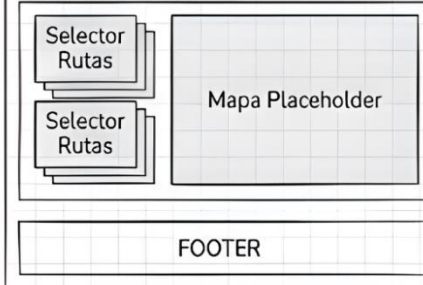 Selector
Rutas
Mapa Placeholder
Selector
Rutas
FOOTER